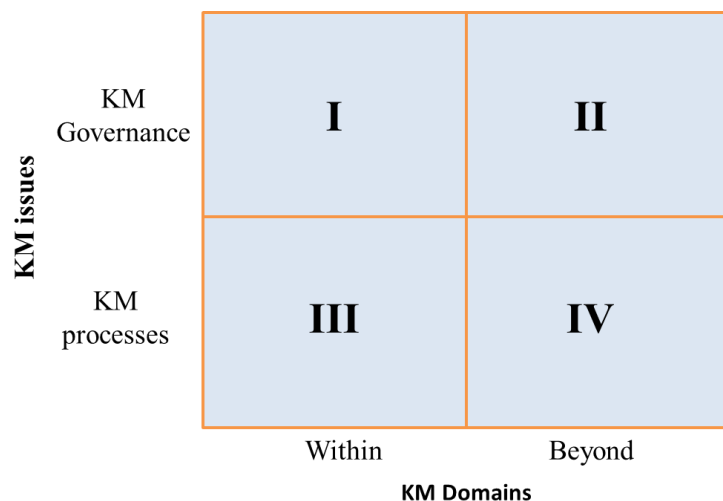 KM
Governance
I
II
KM issues
KM
processes
III
IV
Within
Beyond
KM Domains